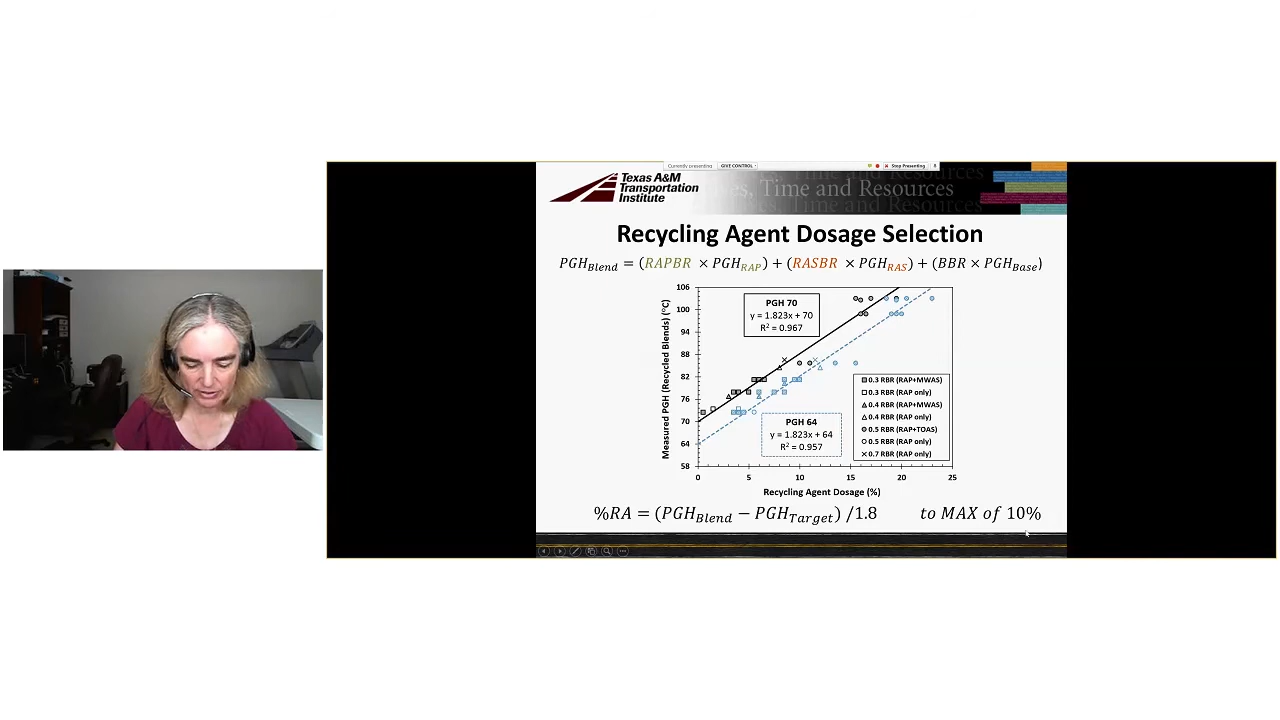 Currently presenting GIVE CONTROL Stop Presenting
Texas A&M
Transportation
Institute
es, Time and Resources
Recycling Agent Dosage Selection
PGH_Blend = (RAPBR × PGH_RAP) + (RASBR × PGH_RAS) + (BBR × PGH_Base)
Measured PGH (Recycled Blends) (°C)
106
100
94
88
82
76
70
64
58
PGH 70
y = 1.823x + 70
R² = 0.967
PGH 64
y = 1.823x + 64
R² = 0.957
0.3 RBR (RAP+MWAS)
0.3 RBR (RAP only)
0.4 RBR (RAP+MWAS)
0.4 RBR (RAP only)
0.5 RBR (RAP+TOAS)
0.5 RBR (RAP only)
0.7 RBR (RAP only)
0 5 10 15 20 25
Recycling Agent Dosage (%)
%RA = (PGH_Blend − PGH_Target) /1.8 to MAX of 10%